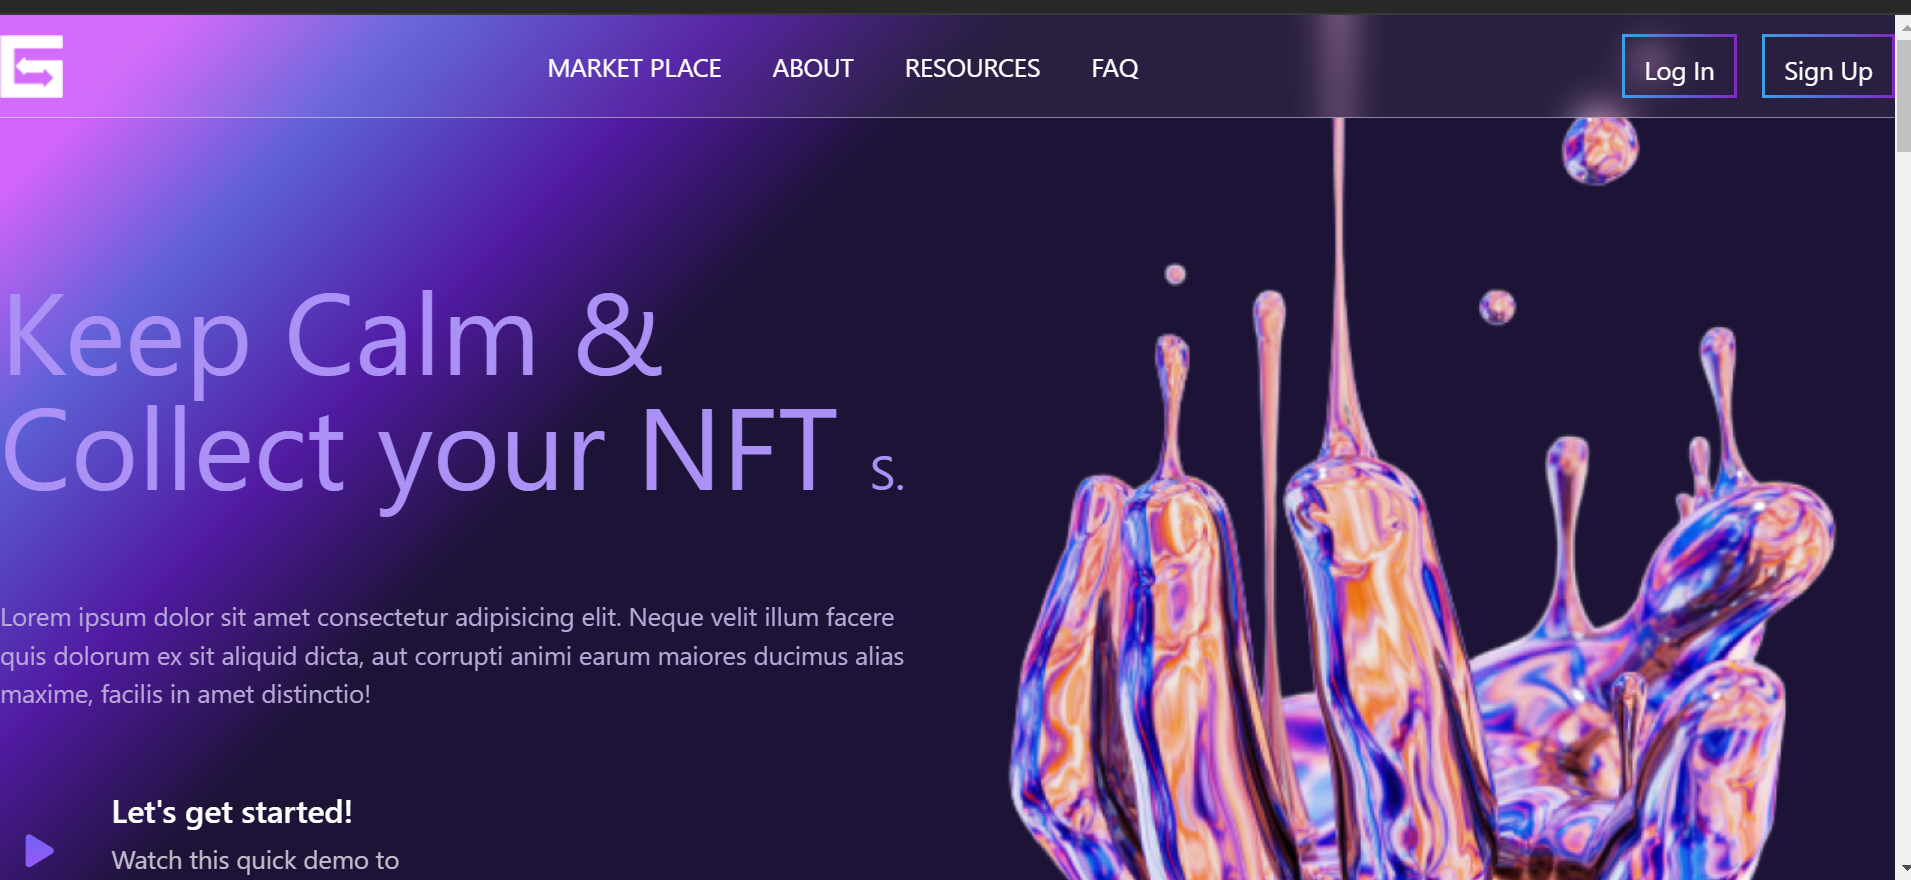 MARKET PLACE ABOUT RESOURCES FAQ Log In Sign Up
Keep Calm &
Collect your NFT s.
Lorem ipsum dolor sit amet consectetur adipisicing elit. Neque velit illum facere
quis dolorum ex sit aliquid dicta, aut corrupti animi earum maiores ducimus alias
maxime, facilis in amet distinctio!
Let's get started!
Watch this quick demo to